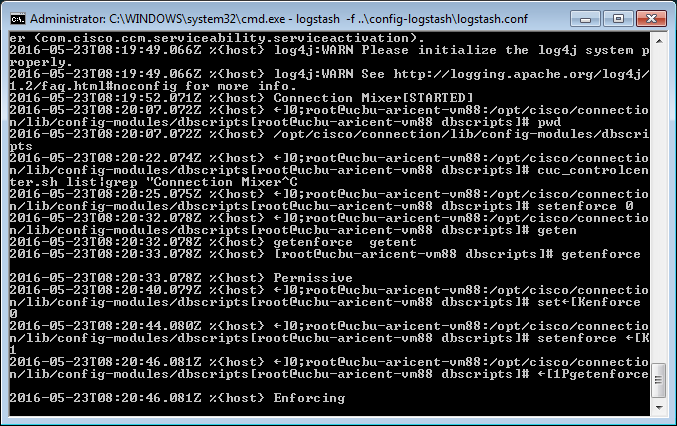 Administrator: C:\WINDOWS\system32\cmd.exe - logstash  -f ..\config-logstash\logstash.conf
er (com.cisco.ccm.serviceability.serviceactivation).
2016-05-23T08:19:49.066Z %{host} log4j:WARN Please initialize the log4j system p
roperly.
2016-05-23T08:19:49.066Z %{host} log4j:WARN See http://logging.apache.org/log4j/
1.2/faq.html#noconfig for more info.
2016-05-23T08:19:52.071Z %{host} Connection Mixer[STARTED]
2016-05-23T08:20:07.072Z %{host} ←]0;root@ucbu-aricent-vm88:/opt/cisco/connectio
n/lib/config-modules/dbscripts[root@ucbu-aricent-vm88 dbscripts]# pwd
2016-05-23T08:20:07.072Z %{host} /opt/cisco/connection/lib/config-modules/dbscri
pts
2016-05-23T08:20:22.074Z %{host} ←]0;root@ucbu-aricent-vm88:/opt/cisco/connectio
n/lib/config-modules/dbscripts[root@ucbu-aricent-vm88 dbscripts]# cuc_controlcen
ter.sh list|grep "Connection Mixer^C
2016-05-23T08:20:25.075Z %{host} ←]0;root@ucbu-aricent-vm88:/opt/cisco/connectio
n/lib/config-modules/dbscripts[root@ucbu-aricent-vm88 dbscripts]# setenforce 0
2016-05-23T08:20:32.078Z %{host} ←]0;root@ucbu-aricent-vm88:/opt/cisco/connectio
n/lib/config-modules/dbscripts[root@ucbu-aricent-vm88 dbscripts]# geten
2016-05-23T08:20:32.078Z %{host} getenforce  getent
2016-05-23T08:20:33.078Z %{host} [root@ucbu-aricent-vm88 dbscripts]# getenforce
2016-05-23T08:20:33.078Z %{host} Permissive
2016-05-23T08:20:40.079Z %{host} ←]0;root@ucbu-aricent-vm88:/opt/cisco/connectio
n/lib/config-modules/dbscripts[root@ucbu-aricent-vm88 dbscripts]# set←[Kenforce
0
2016-05-23T08:20:44.080Z %{host} ←]0;root@ucbu-aricent-vm88:/opt/cisco/connectio
n/lib/config-modules/dbscripts[root@ucbu-aricent-vm88 dbscripts]# setenforce ←[K
1
2016-05-23T08:20:46.081Z %{host} ←]0;root@ucbu-aricent-vm88:/opt/cisco/connectio
n/lib/config-modules/dbscripts[root@ucbu-aricent-vm88 dbscripts]# ←[1Pgetenforce
2016-05-23T08:20:46.081Z %{host} Enforcing